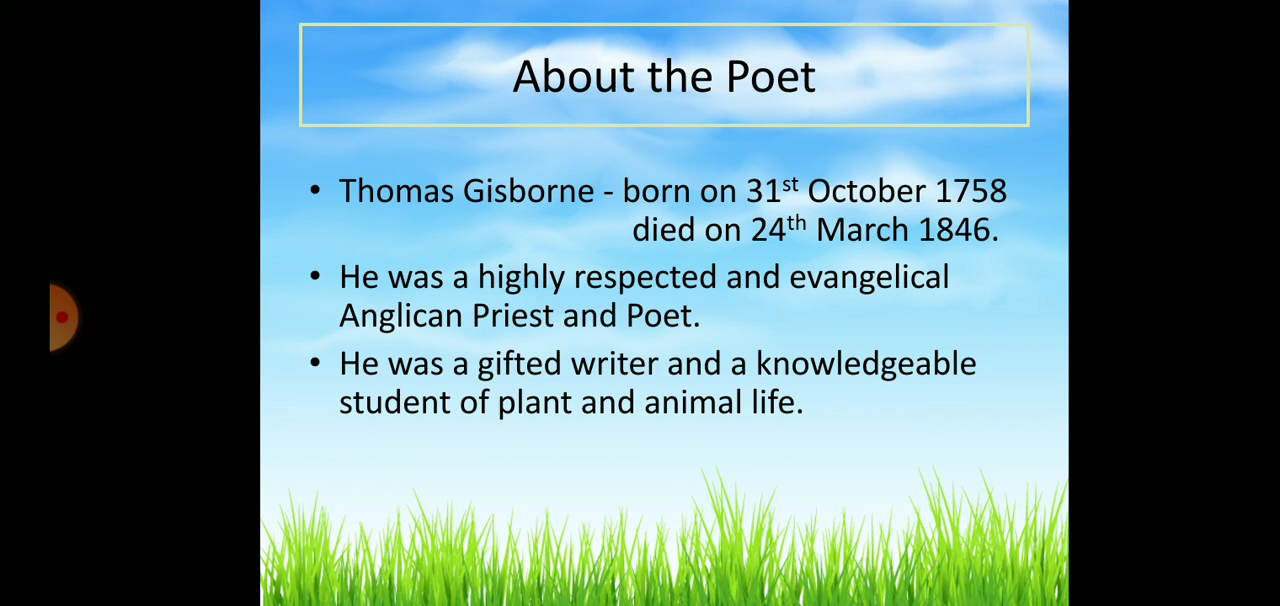 About the Poet
• Thomas Gisborne - born on 31st October 1758
died on 24th March 1846.
• He was a highly respected and evangelical
Anglican Priest and Poet.
• He was a gifted writer and a knowledgeable
student of plant and animal life.